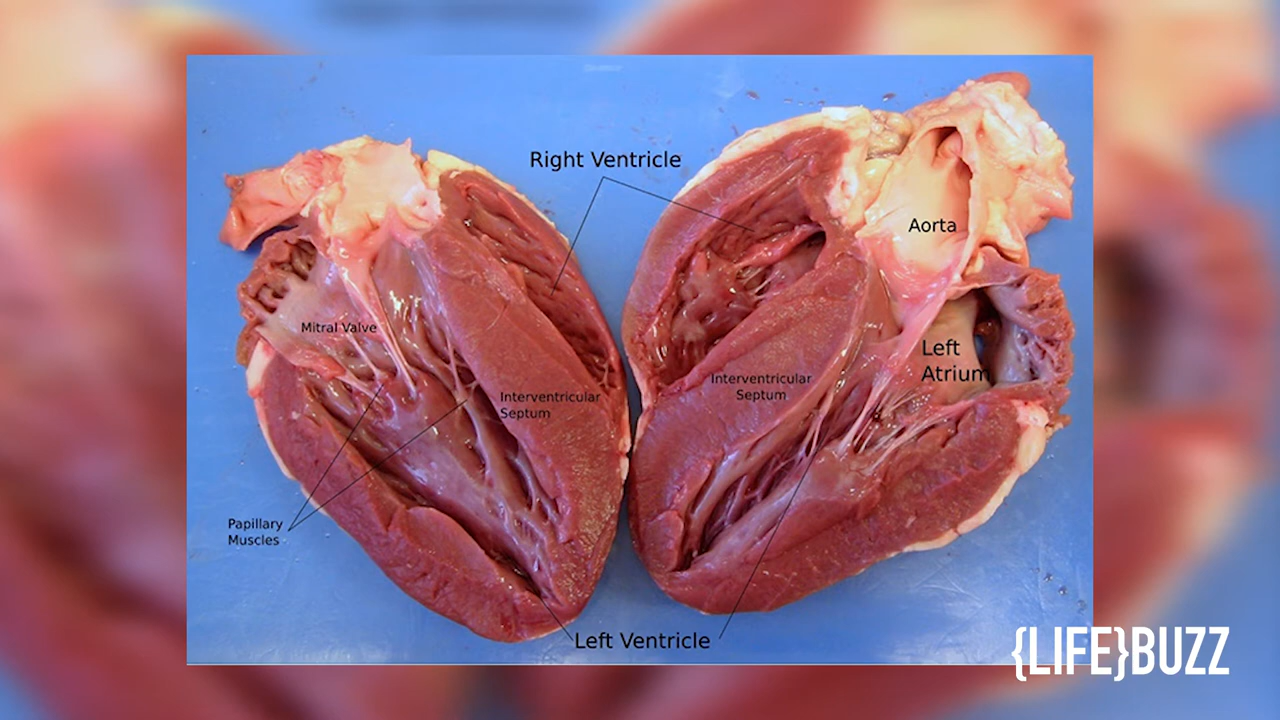 Right Ventricle
Aorta
Mitral Valve
Left
Atrium
Interventricular
Septum
Interventricular
Septum
Papillary
Muscles
Left Ventricle
{LIFE}BUZZ